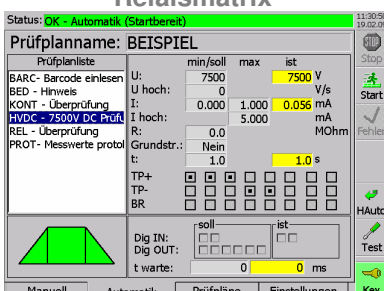 Relaismatrix
Status: OK - Automatik (Startbereit)
11:30:50
19.02.09
Prüfplanname: BEISPIEL
Stop
Prüfplanliste
min/soll max ist
BARC- Barcode einlesen
BED - Hinweis
KONT - Überprüfung
HVDC - 7500V DC Prüfu
REL - Überprüfung
PROT- Messwerte protol
U: 7500 7500 V
U hoch: 0 V/s
I: 0.000 1.000 0.056 mA
I hoch: 5.000 mA
R: 0.0 MOhm
Grundstr.: Nein
t: 1.0 1.0 s
TP+
TP-
BR
Start
Fehler
HAuto
Test
Key
soll ist
Dig IN:
Dig OUT:
t warte: 0 0 ms
Manuell Automatik Prüfpläne Einstellungen